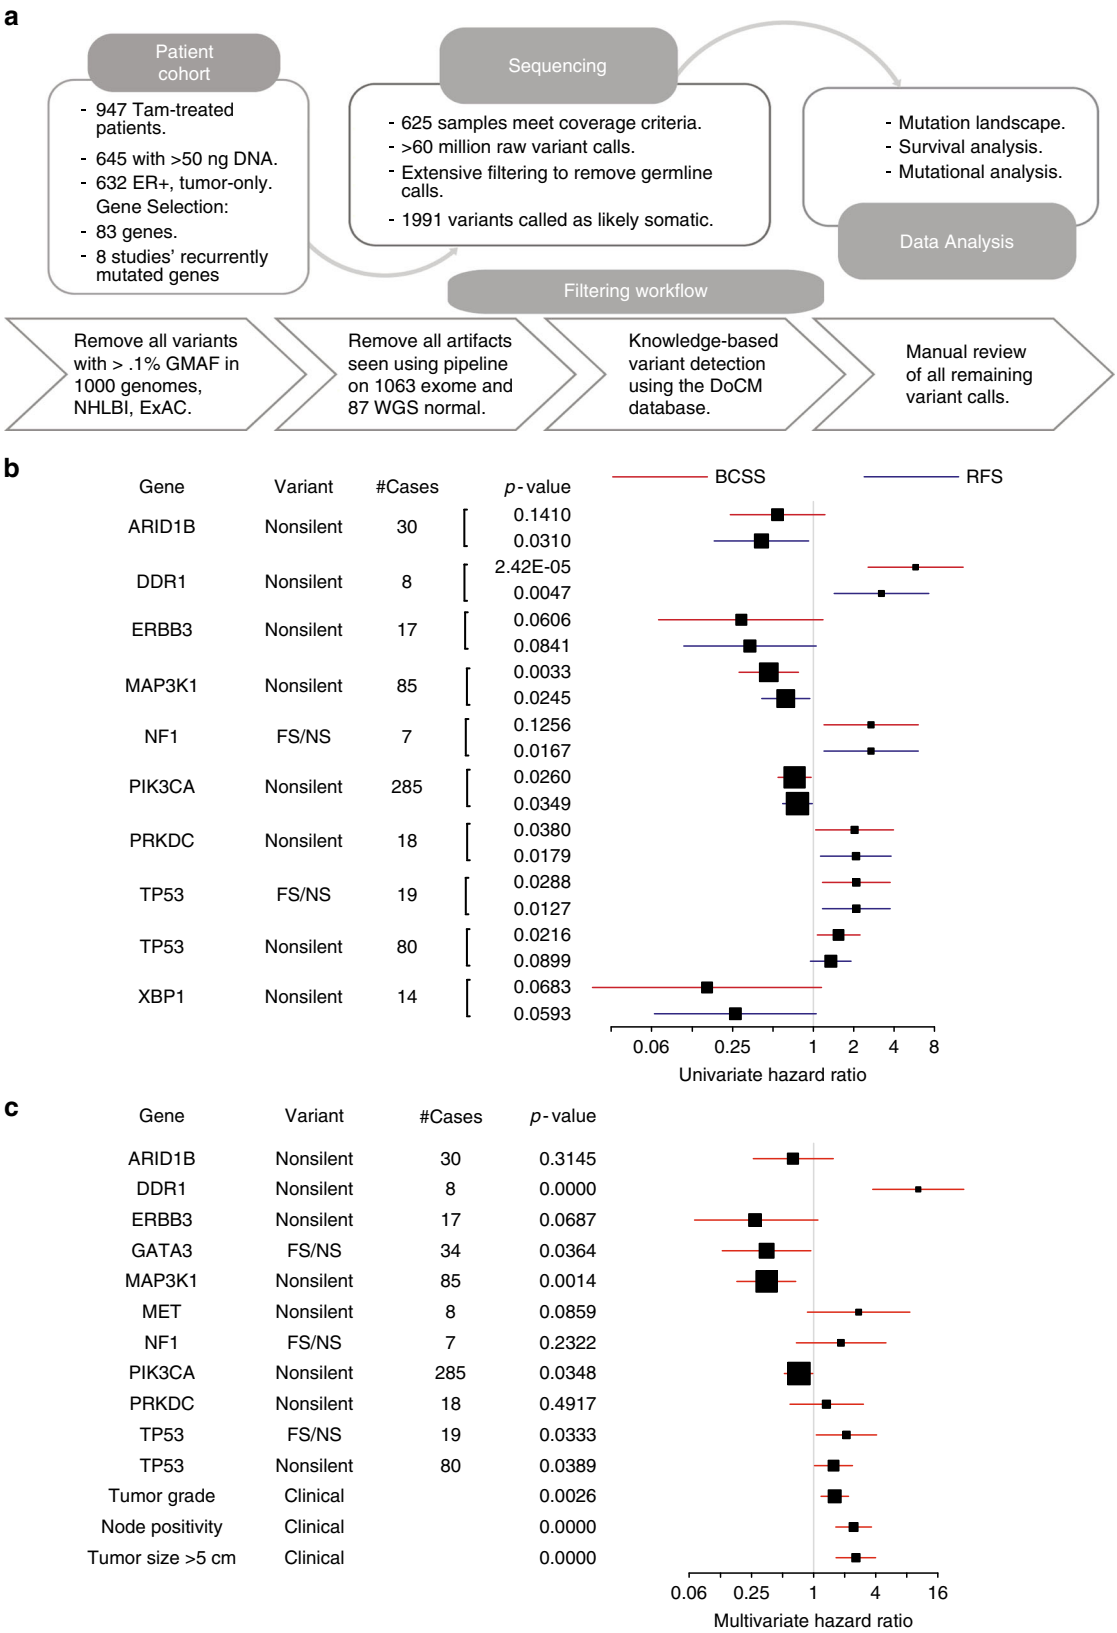 a
Patient
cohort
- 947 Tam-treated
patients.
- 645 with >50 ng DNA.
- 632 ER+, tumor-only.
Gene Selection:
- 83 genes.
- 8 studies' recurrently
mutated genes
Sequencing
- 625 samples meet coverage criteria.
- >60 million raw variant calls.
- Extensive filtering to remove germline
calls.
- 1991 variants called as likely somatic.
- Mutation landscape.
- Survival analysis.
- Mutational analysis.
Data Analysis
Filtering workflow
Remove all variants
with > .1% GMAF in
1000 genomes,
NHLBI, ExAC.
Remove all artifacts
seen using pipeline
on 1063 exome and
87 WGS normal.
Knowledge-based
variant detection
using the DoCM
database.
Manual review
of all remaining
variant calls.
b
Gene Variant #Cases p-value BCSS RFS
ARID1B Nonsilent 30 0.1410
0.0310
DDR1 Nonsilent 8 2.42E-05
0.0047
ERBB3 Nonsilent 17 0.0606
0.0841
MAP3K1 Nonsilent 85 0.0033
0.0245
NF1 FS/NS 7 0.1256
0.0167
PIK3CA Nonsilent 285 0.0260
0.0349
PRKDC Nonsilent 18 0.0380
0.0179
TP53 FS/NS 19 0.0288
0.0127
TP53 Nonsilent 80 0.0216
0.0899
XBP1 Nonsilent 14 0.0683
0.0593
0.06 0.25 1 2 4 8
Univariate hazard ratio
c
Gene Variant #Cases p-value
ARID1B Nonsilent 30 0.3145
DDR1 Nonsilent 8 0.0000
ERBB3 Nonsilent 17 0.0687
GATA3 FS/NS 34 0.0364
MAP3K1 Nonsilent 85 0.0014
MET Nonsilent 8 0.0859
NF1 FS/NS 7 0.2322
PIK3CA Nonsilent 285 0.0348
PRKDC Nonsilent 18 0.4917
TP53 FS/NS 19 0.0333
TP53 Nonsilent 80 0.0389
Tumor grade Clinical 0.0026
Node positivity Clinical 0.0000
Tumor size >5 cm Clinical 0.0000
0.06 0.25 1 4 16
Multivariate hazard ratio